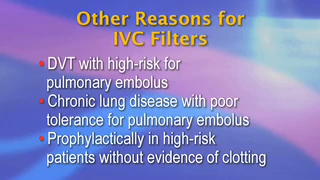 Other Reasons for
IVC Filters
• DVT with high-risk for
pulmonary embolus
• Chronic lung disease with poor
tolerance for pulmonary embolus
• Prophylactically in high-risk
patients without evidence of clotting